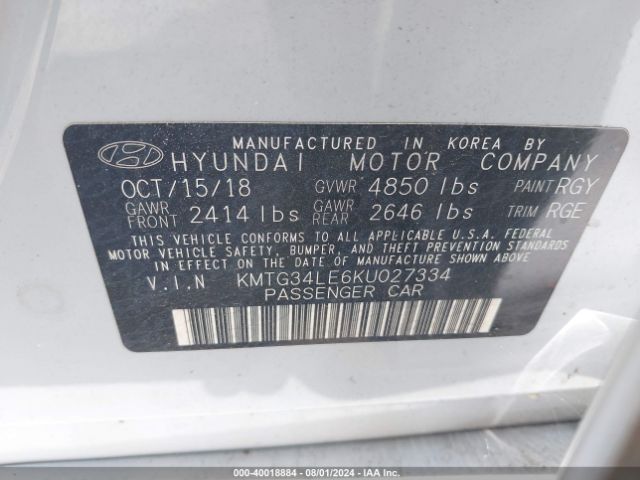 MANUFACTURED IN KOREA BY
HYUNDAI MOTOR COMPANY
OCT/15/18 GVWR 4850 lbs PAINT RGY
GAWR FRONT 2414 lbs GAWR REAR 2646 lbs TRIM RGE
THIS VEHICLE CONFORMS TO ALL APPLICABLE U.S.A. FEDERAL
MOTOR VEHICLE SAFETY, BUMPER, AND THEFT PREVENTION STANDARDS
IN EFFECT ON THE DATE OF MANUFACTURE SHOWN ABOVE
V.I.N KMTG34LE6KU027334
PASSENGER CAR
000-40018884 - 08/01/2024 - IAA Inc.